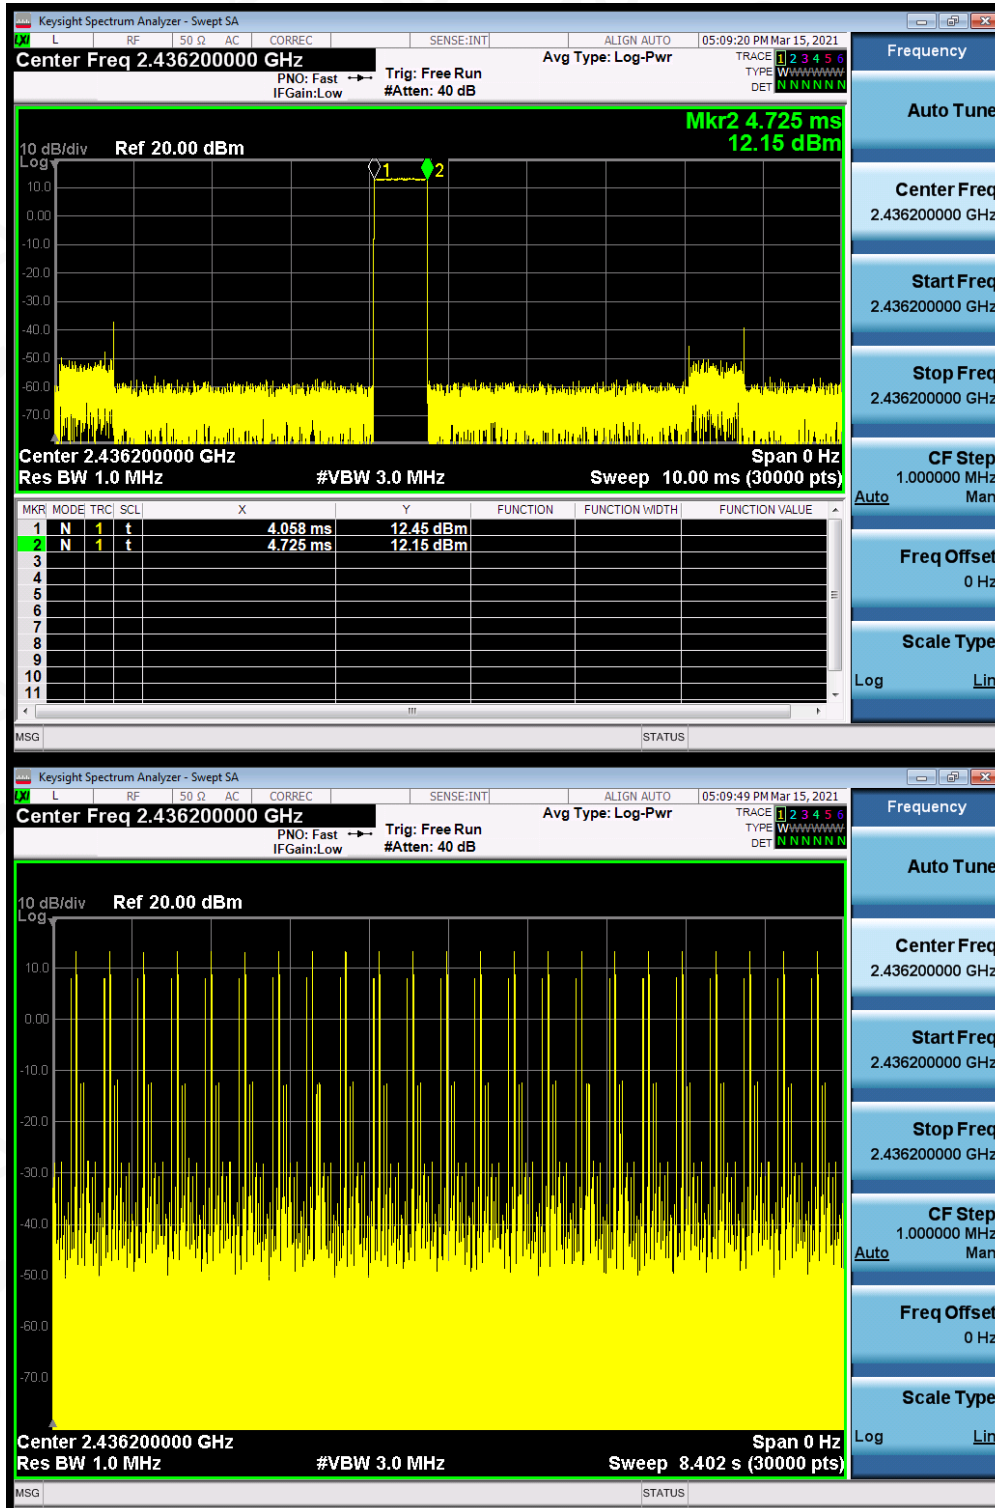 Keysight Spectrum Analyzer - Swept SA
LXI L RF 50 Ω AC CORREC SENSE:INT ALIGN AUTO 05:09:20 PM Mar 15, 2021
Center Freq 2.436200000 GHz
PNO: Fast
IFGain:Low
Trig: Free Run
#Atten: 40 dB
Avg Type: Log-Pwr
TRACE 1 2 3 4 5 6
TYPE W
DET N N N N N N
Mkr2 4.725 ms
12.15 dBm
10 dB/div
Log
Ref 20.00 dBm
10.0
0.00
-10.0
-20.0
-30.0
-40.0
-50.0
-60.0
-70.0
1
2
Center 2.436200000 GHz
Span 0 Hz
Res BW 1.0 MHz
#VBW 3.0 MHz
Sweep 10.00 ms (30000 pts)
MKR MODE TRC SCL X Y FUNCTION FUNCTION WIDTH FUNCTION VALUE
1 N 1 t 4.058 ms 12.45 dBm
2 N 1 t 4.725 ms 12.15 dBm
3
4
5
6
7
8
9
10
11
MSG
STATUS
Frequency
Auto Tune
Center Freq
2.436200000 GHz
Start Freq
2.436200000 GHz
Stop Freq
2.436200000 GHz
CF Step
1.000000 MHz
Auto Man
Freq Offset
0 Hz
Scale Type
Log Lin
Keysight Spectrum Analyzer - Swept SA
LXI L RF 50 Ω AC CORREC SENSE:INT ALIGN AUTO 05:09:49 PM Mar 15, 2021
Center Freq 2.436200000 GHz
PNO: Fast
IFGain:Low
Trig: Free Run
#Atten: 40 dB
Avg Type: Log-Pwr
TRACE 1 2 3 4 5 6
TYPE W
DET N N N N N N
10 dB/div
Log
Ref 20.00 dBm
10.0
0.00
-10.0
-20.0
-30.0
-40.0
-50.0
-60.0
-70.0
Center 2.436200000 GHz
Span 0 Hz
Res BW 1.0 MHz
#VBW 3.0 MHz
Sweep 8.402 s (30000 pts)
MSG
STATUS
Frequency
Auto Tune
Center Freq
2.436200000 GHz
Start Freq
2.436200000 GHz
Stop Freq
2.436200000 GHz
CF Step
1.000000 MHz
Auto Man
Freq Offset
0 Hz
Scale Type
Log Lin